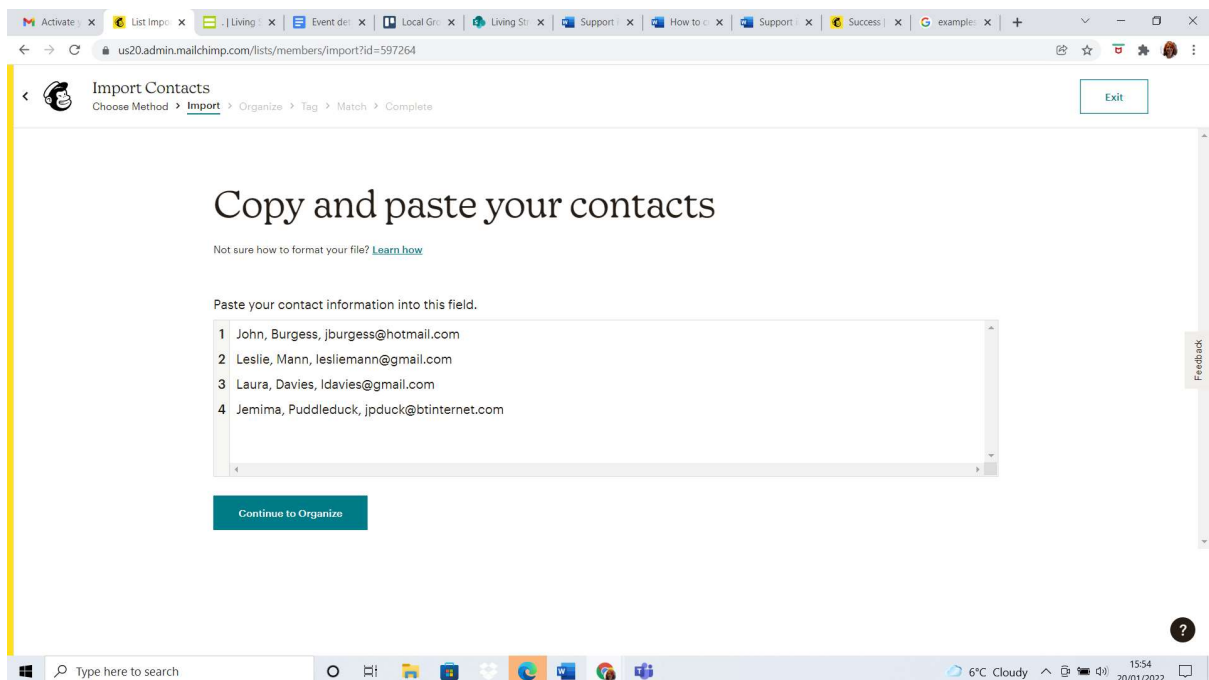 Activate y
List Impo
. | Living S
Event det
Local Gro
Living Str
Support i
How to c
Support i
Success |
examples
us20.admin.mailchimp.com/lists/members/import?id=597264
Import Contacts
Choose Method > Import > Organize > Tag > Match > Complete
Exit
Copy and paste your contacts
Not sure how to format your file? Learn how
Paste your contact information into this field.
1 John, Burgess, jburgess@hotmail.com
2 Leslie, Mann, lesliemann@gmail.com
3 Laura, Davies, ldavies@gmail.com
4 Jemima, Puddleduck, jpduck@btinternet.com
Feedback
Continue to Organize
?
Type here to search
6°C Cloudy
15:54
20/01/2022